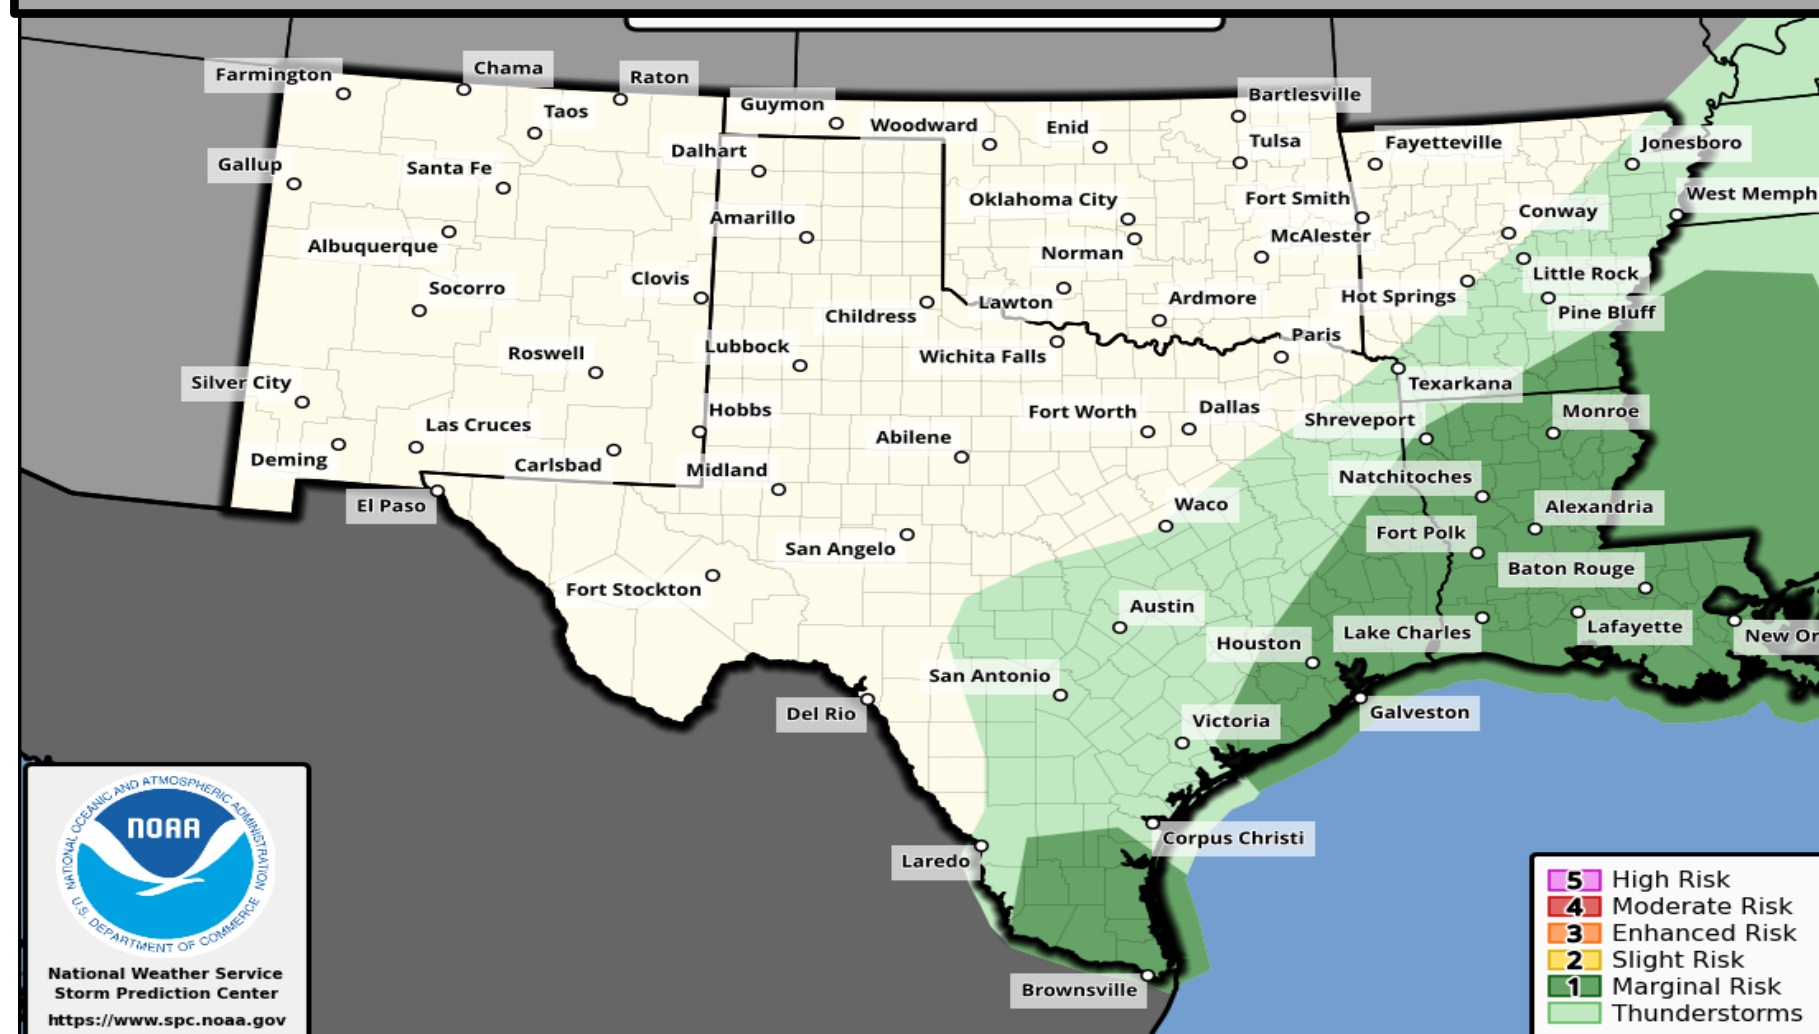 Farmington
Chama
Raton
Taos
Guymon
Woodward
Enid
Bartlesville
Tulsa
Fayetteville
Jonesboro
Gallup
Santa Fe
Dalhart
Oklahoma City
Fort Smith
Conway
West Memph
Amarillo
Albuquerque
Norman
McAlester
Socorro
Clovis
Little Rock
Childress
Lawton
Ardmore
Hot Springs
Pine Bluff
Roswell
Lubbock
Wichita Falls
Paris
Silver City
Texarkana
Las Cruces
Hobbs
Fort Worth
Dallas
Shreveport
Monroe
Deming
Carlsbad
Midland
Abilene
Natchitoches
El Paso
Waco
Alexandria
San Angelo
Fort Polk
Fort Stockton
Baton Rouge
Austin
Houston
Lake Charles
Lafayette
New Or
San Antonio
Del Rio
Victoria
Galveston
Corpus Christi
Laredo
Brownsville
NATIONAL OCEANIC AND ATMOSPHERIC ADMINISTRATION
NOAA
U.S. DEPARTMENT OF COMMERCE
National Weather Service
Storm Prediction Center
https://www.spc.noaa.gov
5 High Risk
4 Moderate Risk
3 Enhanced Risk
2 Slight Risk
1 Marginal Risk
Thunderstorms